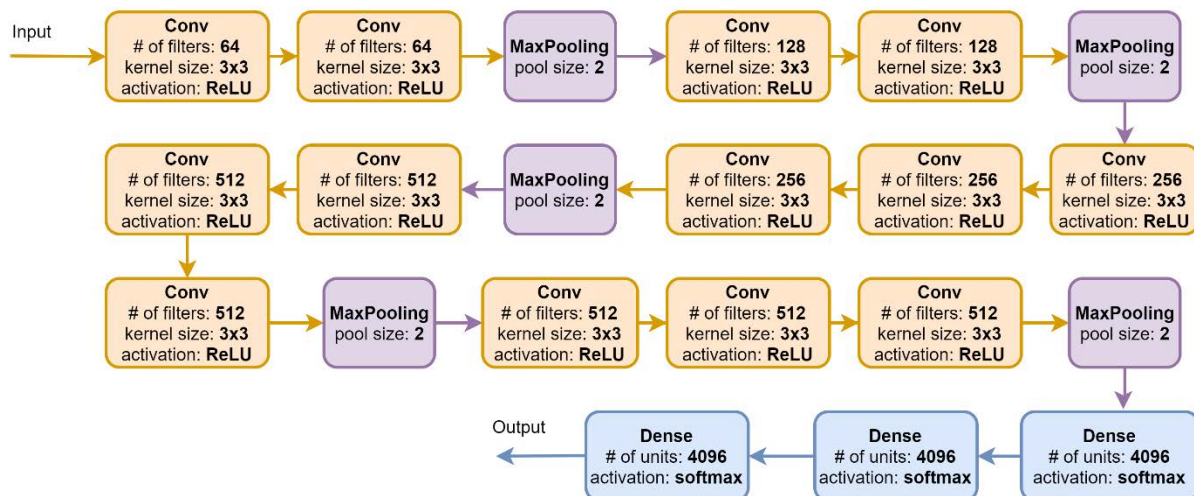 Input
Conv
# of filters: 64
kernel size: 3x3
activation: ReLU
Conv
# of filters: 64
kernel size: 3x3
activation: ReLU
MaxPooling
pool size: 2
Conv
# of filters: 128
kernel size: 3x3
activation: ReLU
Conv
# of filters: 128
kernel size: 3x3
activation: ReLU
MaxPooling
pool size: 2
Conv
# of filters: 256
kernel size: 3x3
activation: ReLU
Conv
# of filters: 256
kernel size: 3x3
activation: ReLU
Conv
# of filters: 256
kernel size: 3x3
activation: ReLU
MaxPooling
pool size: 2
Conv
# of filters: 512
kernel size: 3x3
activation: ReLU
Conv
# of filters: 512
kernel size: 3x3
activation: ReLU
Conv
# of filters: 512
kernel size: 3x3
activation: ReLU
MaxPooling
pool size: 2
Conv
# of filters: 512
kernel size: 3x3
activation: ReLU
Conv
# of filters: 512
kernel size: 3x3
activation: ReLU
Conv
# of filters: 512
kernel size: 3x3
activation: ReLU
MaxPooling
pool size: 2
Dense
# of units: 4096
activation: softmax
Dense
# of units: 4096
activation: softmax
Dense
# of units: 4096
activation: softmax
Output